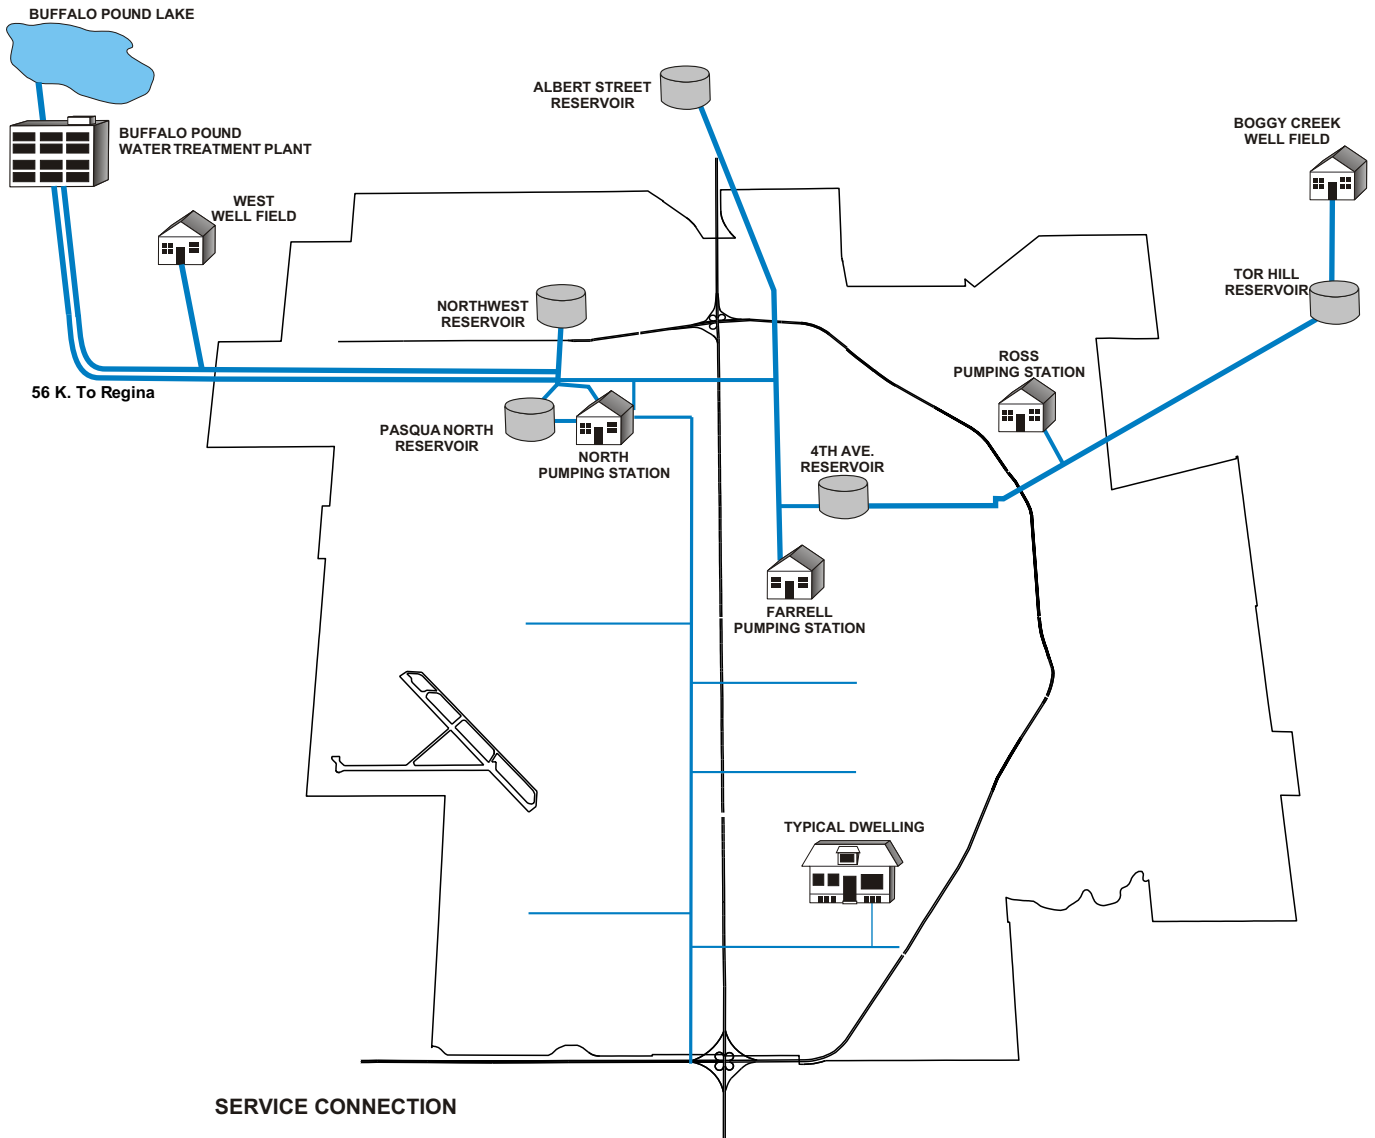 BUFFALO POUND LAKE
ALBERT STREET
RESERVOIR
BUFFALO POUND
WATER TREATMENT PLANT
BOGGY CREEK
WELL FIELD
WEST
WELL FIELD
TOR HILL
RESERVOIR
NORTHWEST
RESERVOIR
ROSS
PUMPING STATION
56 K. To Regina
PASQUA NORTH
RESERVOIR
NORTH
PUMPING STATION
4TH AVE.
RESERVOIR
FARRELL
PUMPING STATION
TYPICAL DWELLING
SERVICE CONNECTION